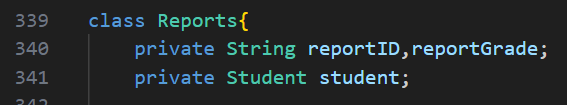 339 class Reports{
340 private String reportID,reportGrade;
341 private Student student;